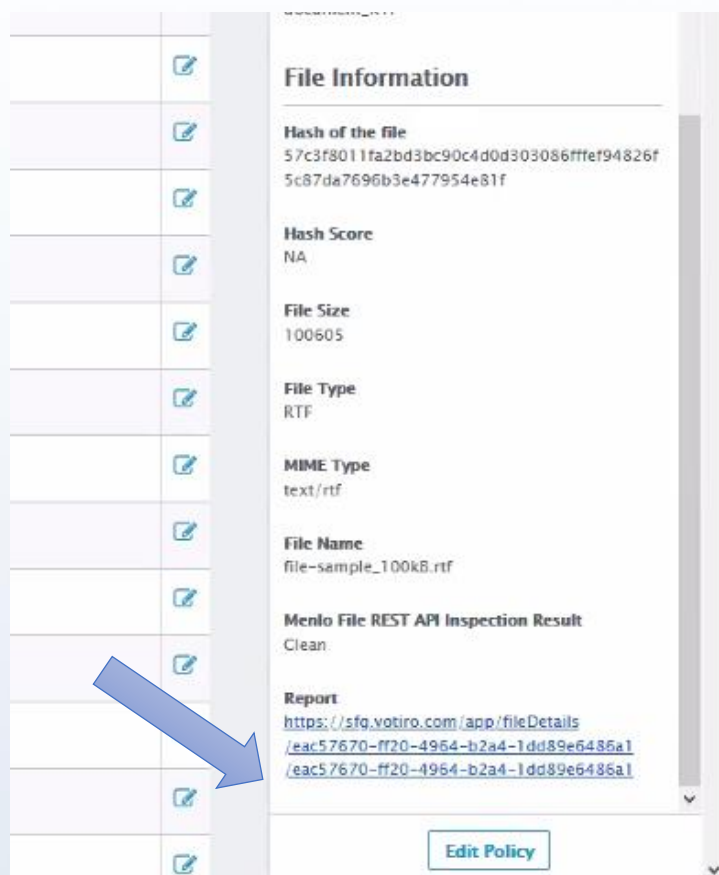 File Information
Hash of the file
57c3f8011fa2bd3bc90c4d0d303086fffef94826f
5c87da7696b3e477954e81f
Hash Score
NA
File Size
100605
File Type
RTF
MIME Type
text/rtf
File Name
file-sample_100kB.rtf
Menlo File REST API Inspection Result
Clean
Report
https://sfg.votiro.com/app/fileDetails
/eac57670-ff20-4964-b2a4-1dd89e6486a1
/eac57670-ff20-4964-b2a4-1dd89e6486a1
Edit Policy